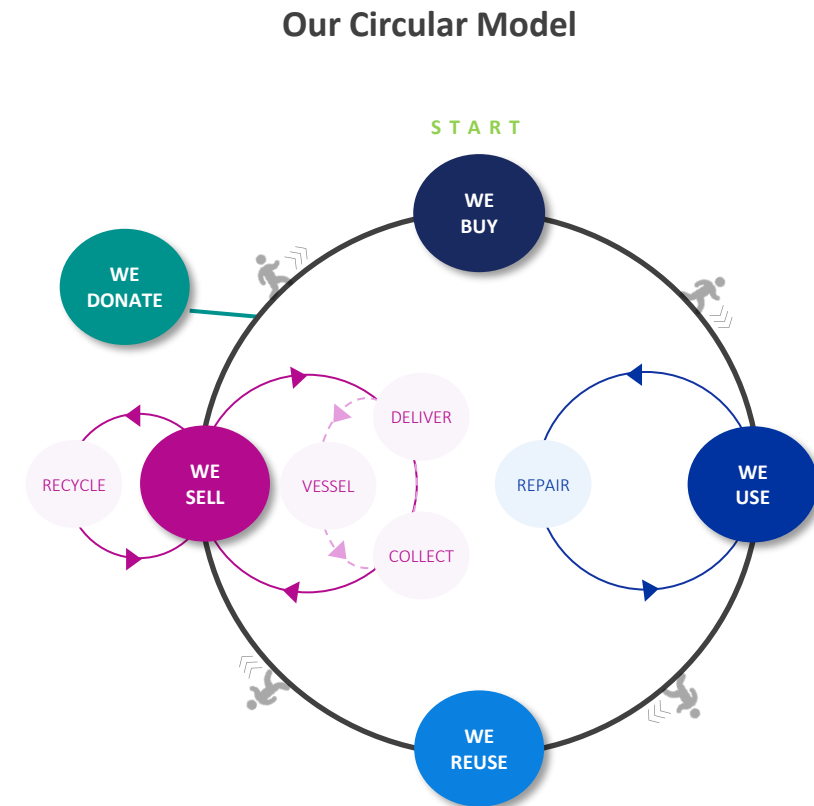 Our Circular Model
START
WE
BUY
WE
DONATE
DELIVER
RECYCLE
WE
SELL
VESSEL
REPAIR
WE
USE
COLLECT
WE
REUSE